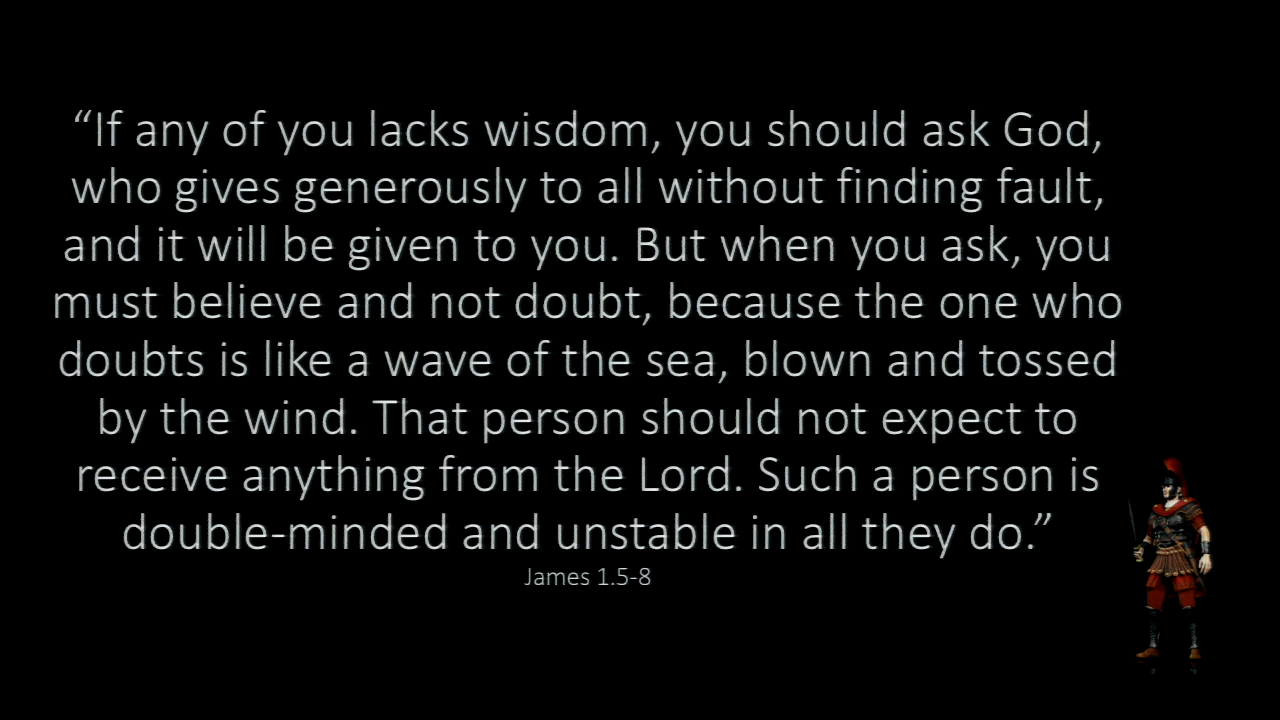 “If any of you lacks wisdom, you should ask God,
who gives generously to all without finding fault,
and it will be given to you. But when you ask, you
must believe and not doubt, because the one who
doubts is like a wave of the sea, blown and tossed
by the wind. That person should not expect to
receive anything from the Lord. Such a person is
double-minded and unstable in all they do.”
James 1.5-8